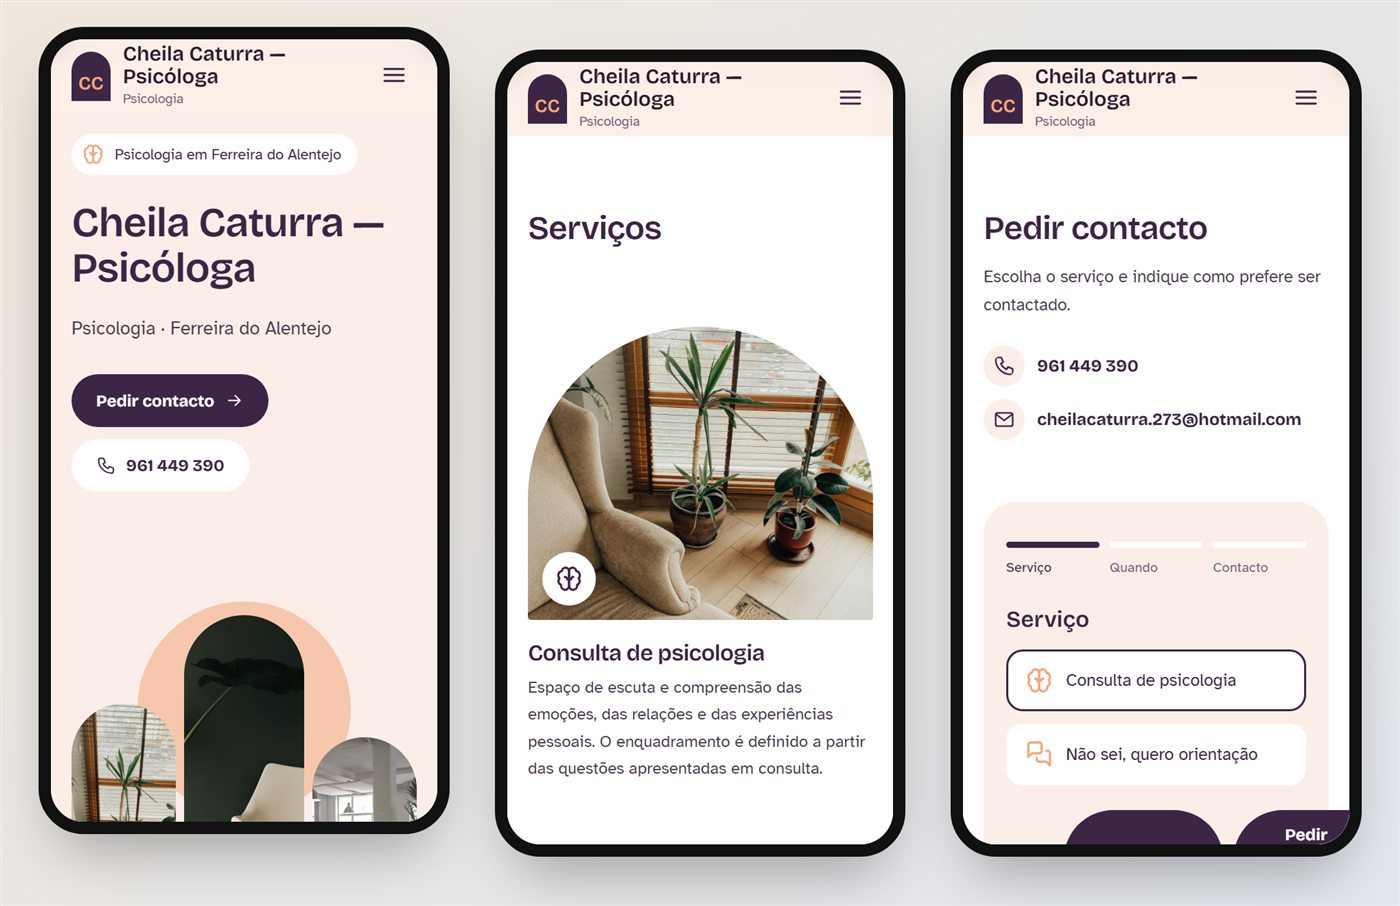 CC
Cheila Caturra —
Psicóloga
Psicologia
Psicologia em Ferreira do Alentejo
Cheila Caturra —
Psicóloga
Psicologia · Ferreira do Alentejo
Pedir contacto
961 449 390
CC
Cheila Caturra —
Psicóloga
Psicologia
Serviços
Consulta de psicologia
Espaço de escuta e compreensão das
emoções, das relações e das experiências
pessoais. O enquadramento é definido a partir
das questões apresentadas em consulta.
CC
Cheila Caturra —
Psicóloga
Psicologia
Pedir contacto
Escolha o serviço e indique como prefere ser
contactado.
961 449 390
cheilacaturra.273@hotmail.com
Serviço
Quando
Contacto
Serviço
Consulta de psicologia
Não sei, quero orientação
Pedir